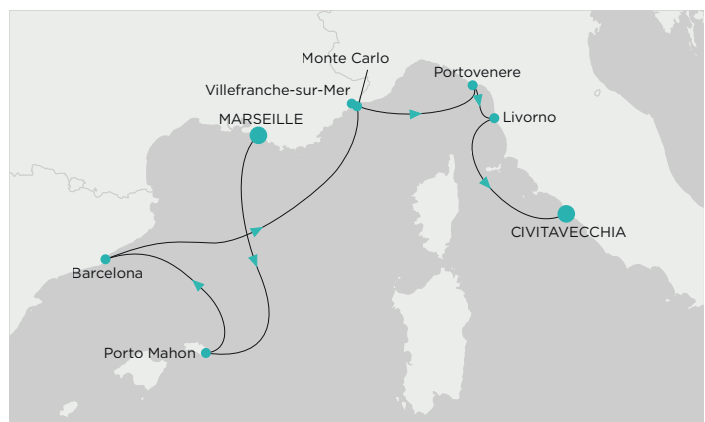 Monte Carlo
Portovenere
Villefranche-sur-Mer
MARSEILLE
Livorno
CIVITAVECCHIA
Barcelona
Porto Mahon